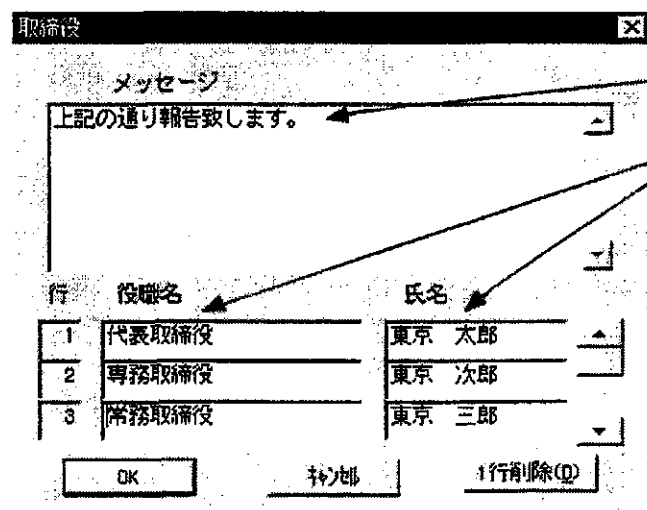 取締役
メッセージ
上記の通り報告致します。
行 役職名 氏名
1 代表取締役 東京 太郎
2 専務取締役 東京 次郎
3 常務取締役 東京 三郎
OK ｷｬﾝｾﾙ 1行削除(D)